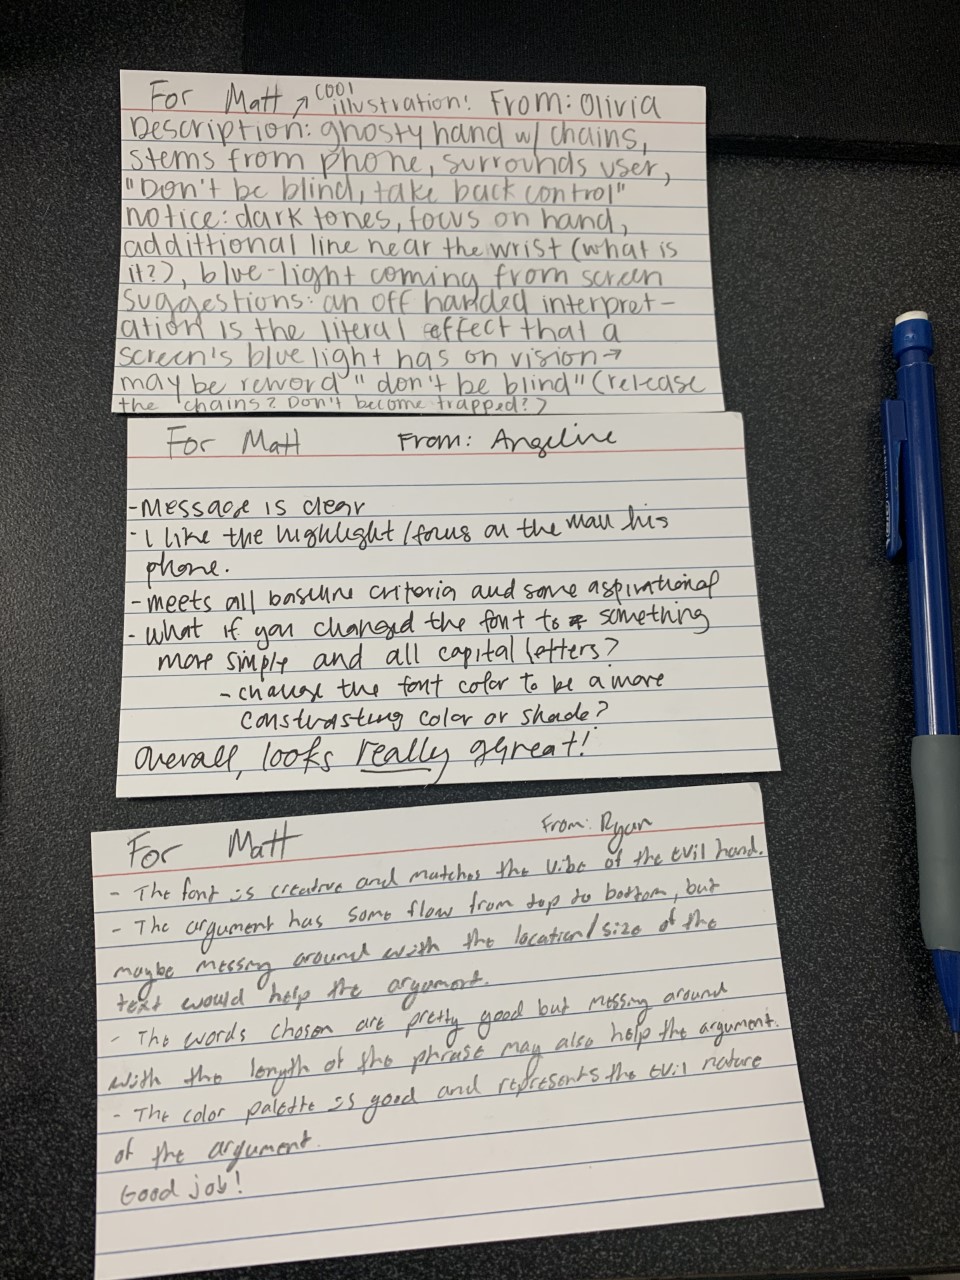 For Matt ↗ cool illustration! From: Olivia
Description: ghosty hand w/ chains,
stems from phone, surrounds user,
"Don't be blind, take back control"
notice: dark tones, focus on hand,
addittional line near the wrist (what is
it?), blue-light coming from screen
suggestions: an off handed interpret-
ation is the literal effect that a
screen's blue light has on vision →
maybe reword "don't be blind" (release
the chains? Don't become trapped?)
For Matt From: Angeline
- Message is clear
- I like the highlight/focus on the man his
phone.
- meets all baseline criteria and some aspirational
- What if you changed the font to something
more simple and all capital letters?
- change the font color to be a more
constrasting color or shade?
Overall, looks really great!
For Matt From: Ryan
- The font is creative and matches the vibe of the evil hand.
- The argument has some flow from top to bottom, but
maybe messing around with the location/size of the
text would help the argument.
- The words chosen are pretty good but messing around
with the length of the phrase may also help the argument.
- The color palette is good and represents the evil nature
of the argument.
Good job!